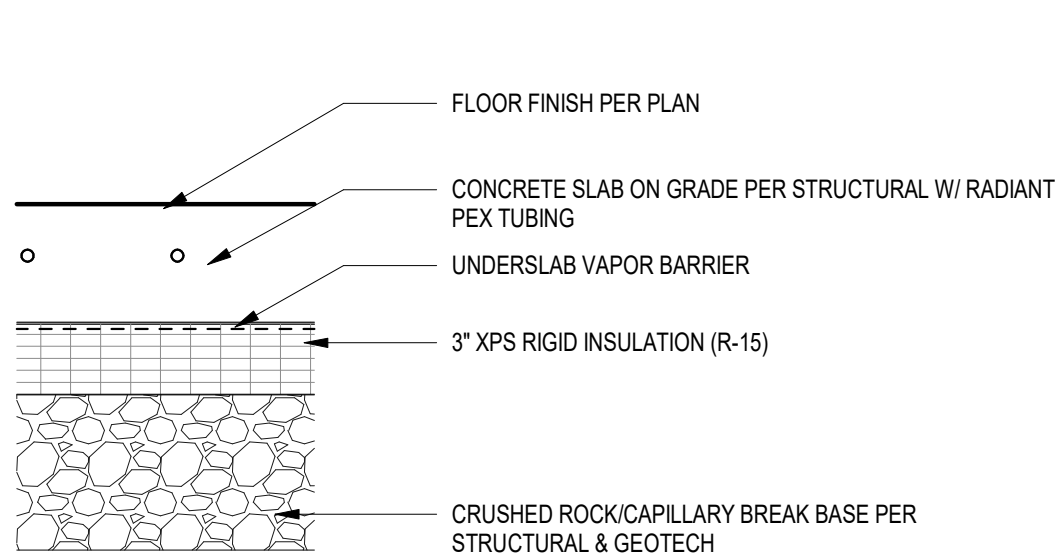 FLOOR FINISH PER PLAN
CONCRETE SLAB ON GRADE PER STRUCTURAL W/ RADIANT
PEX TUBING
UNDERSLAB VAPOR BARRIER
3" XPS RIGID INSULATION (R-15)
CRUSHED ROCK/CAPILLARY BREAK BASE PER
STRUCTURAL & GEOTECH